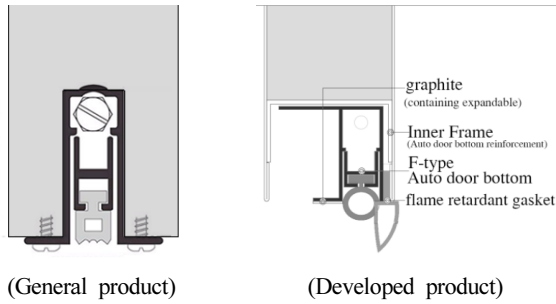 graphite
(containing expandable)
Inner Frame
(Auto door bottom reinforcement)
F-type
Auto door bottom
flame retardant gasket
(General product)
(Developed product)